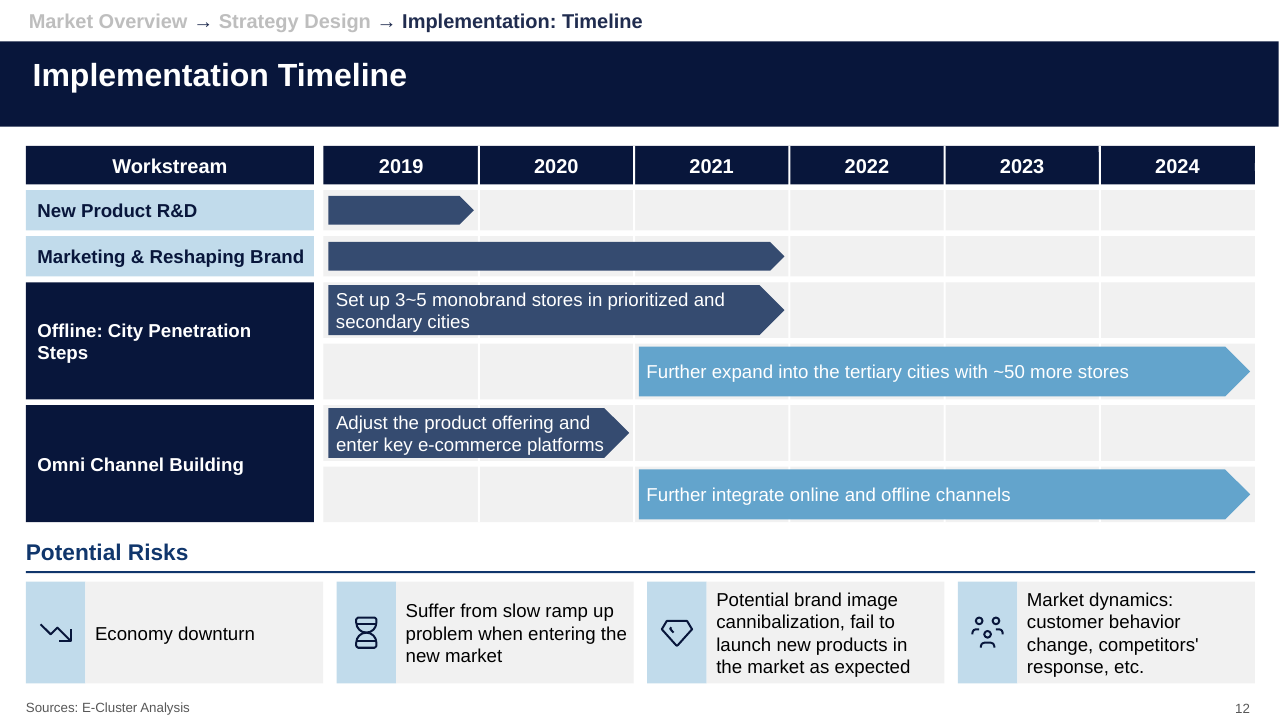 Market Overview → Strategy Design → Implementation: Timeline
Implementation Timeline
Workstream 2019 2020 2021 2022 2023 2024
New Product R&D
Marketing & Reshaping Brand
Offline: City Penetration
Steps
Set up 3~5 monobrand stores in prioritized and
secondary cities
Further expand into the tertiary cities with ~50 more stores
Omni Channel Building
Adjust the product offering and
enter key e-commerce platforms
Further integrate online and offline channels
Potential Risks
Economy downturn
Suffer from slow ramp up
problem when entering the
new market
Potential brand image
cannibalization, fail to
launch new products in
the market as expected
Market dynamics:
customer behavior
change, competitors'
response, etc.
Sources: E-Cluster Analysis
12